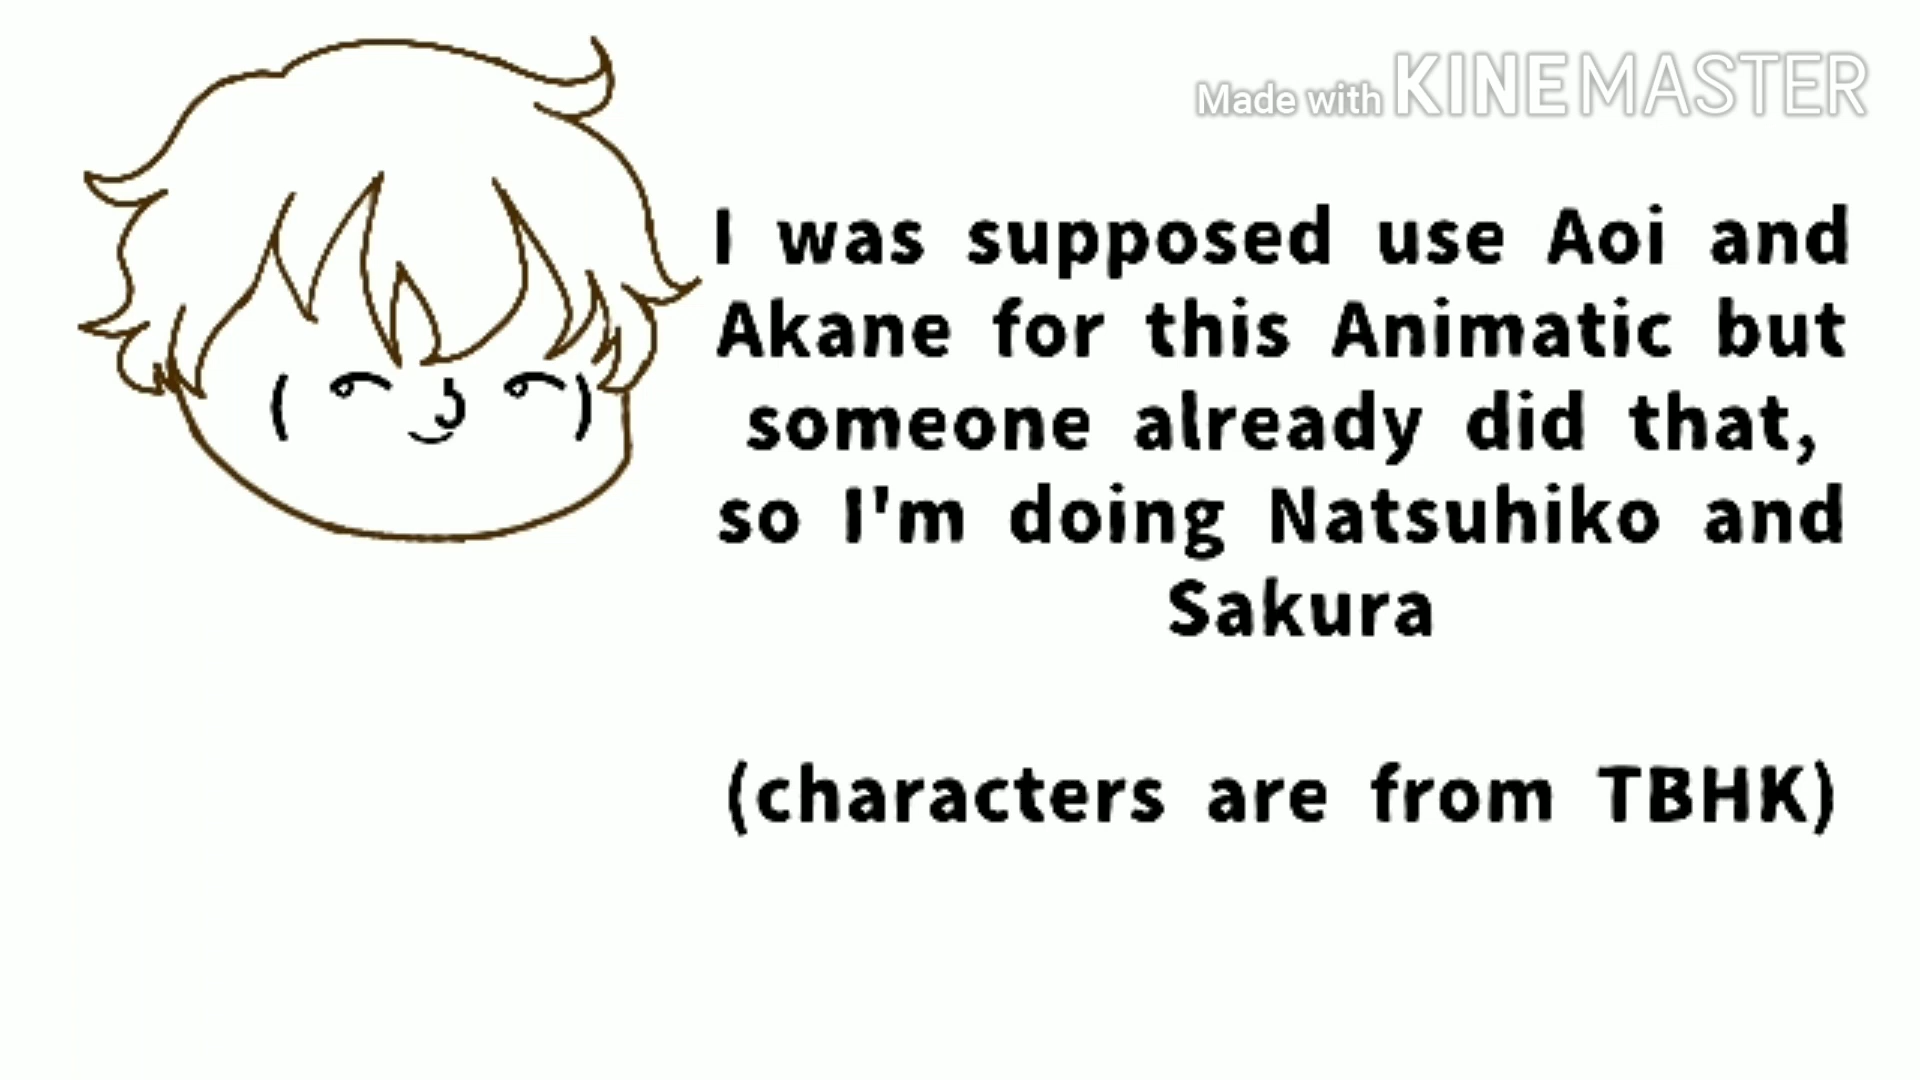 Made with KINEMASTER
I was supposed use Aoi and
Akane for this Animatic but
someone already did that,
so I'm doing Natsuhiko and
Sakura
(characters are from TBHK)
( ͡° ͜ʖ ͡°)